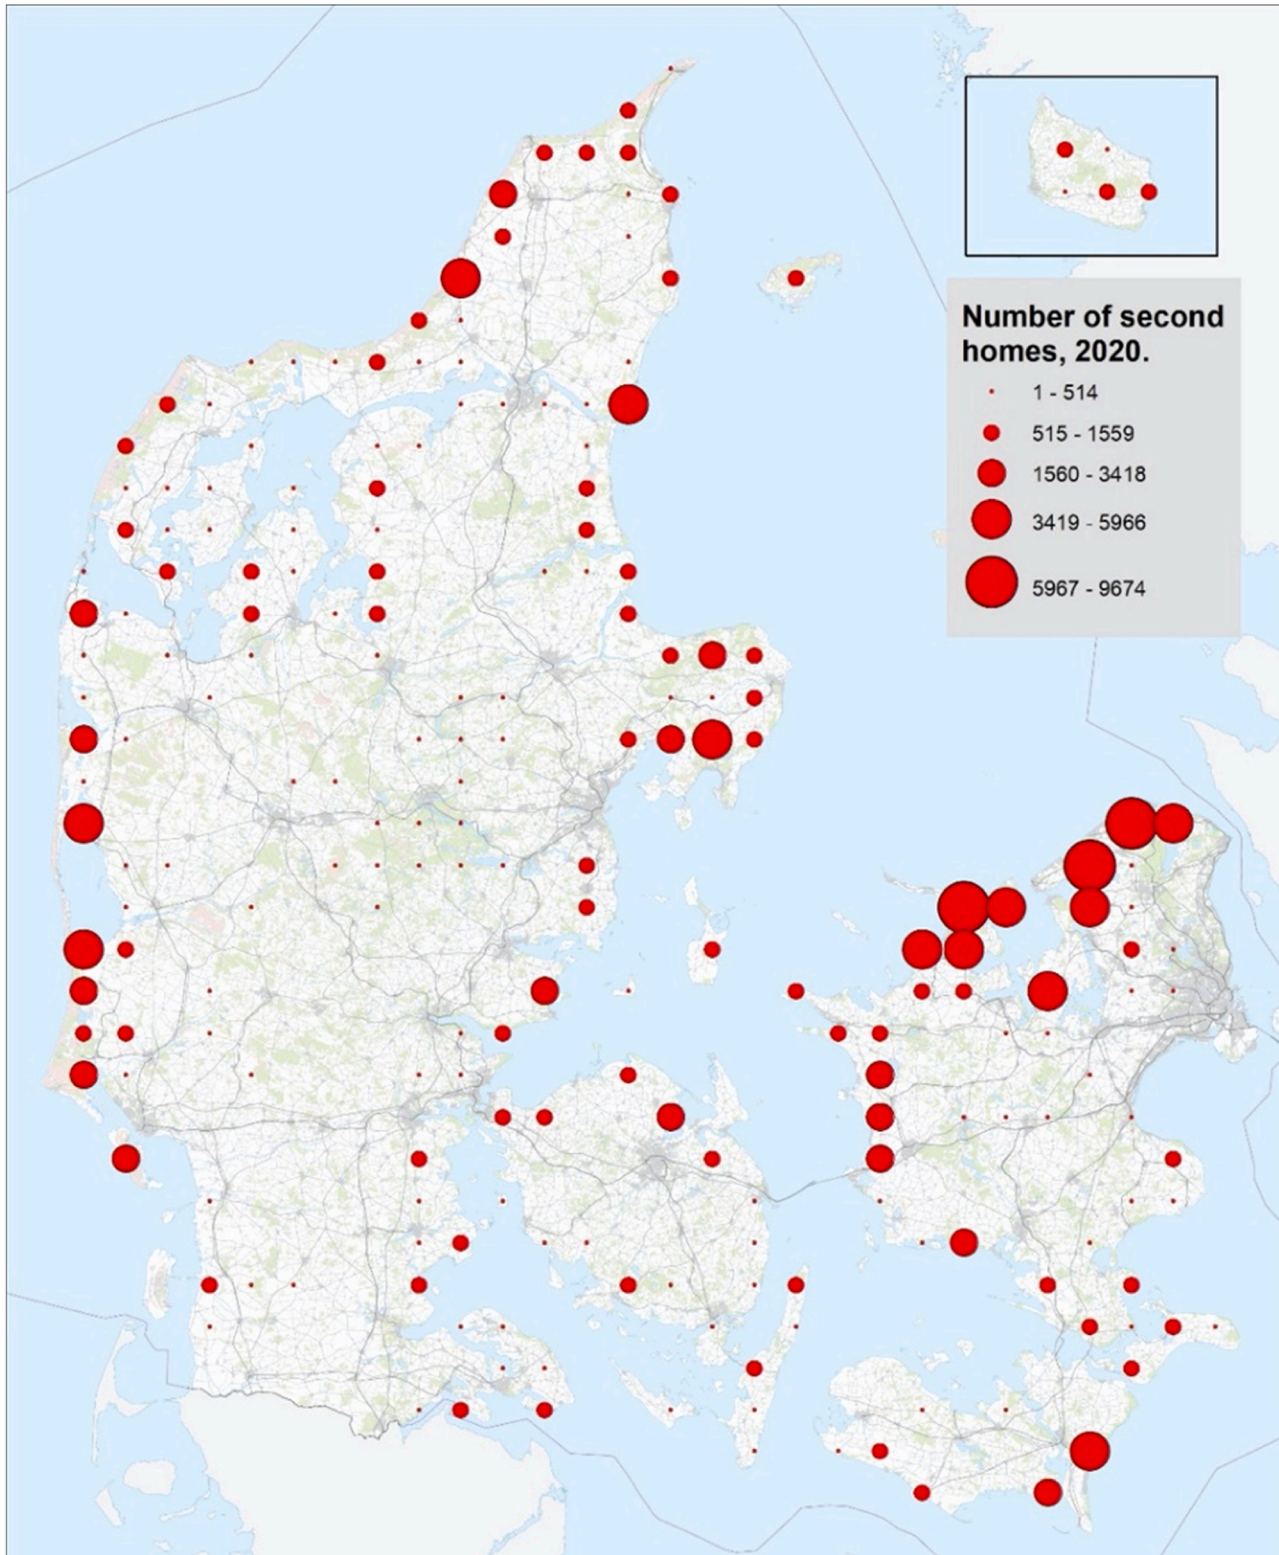 Number of second
homes, 2020.
1 - 514
515 - 1559
1560 - 3418
3419 - 5966
5967 - 9674